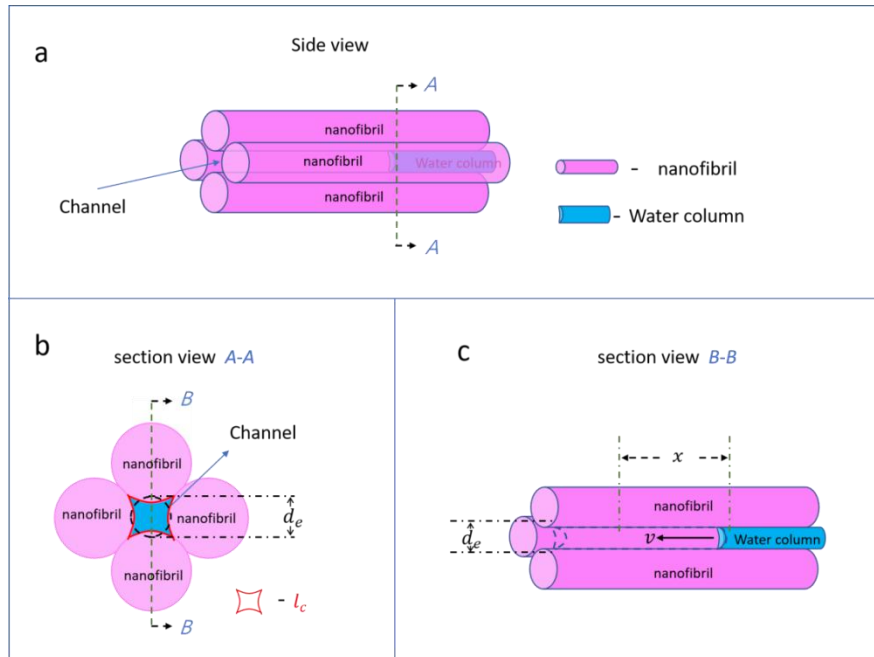 a
Side view
A
nanofibril
nanofibril
Water column
nanofibril
Channel
A
- nanofibril
- Water column
b
section view A-A
B
Channel
nanofibril
nanofibril
nanofibril
d_e
nanofibril
- l_c
B
c
section view B-B
x
nanofibril
d_e
v
Water column
nanofibril